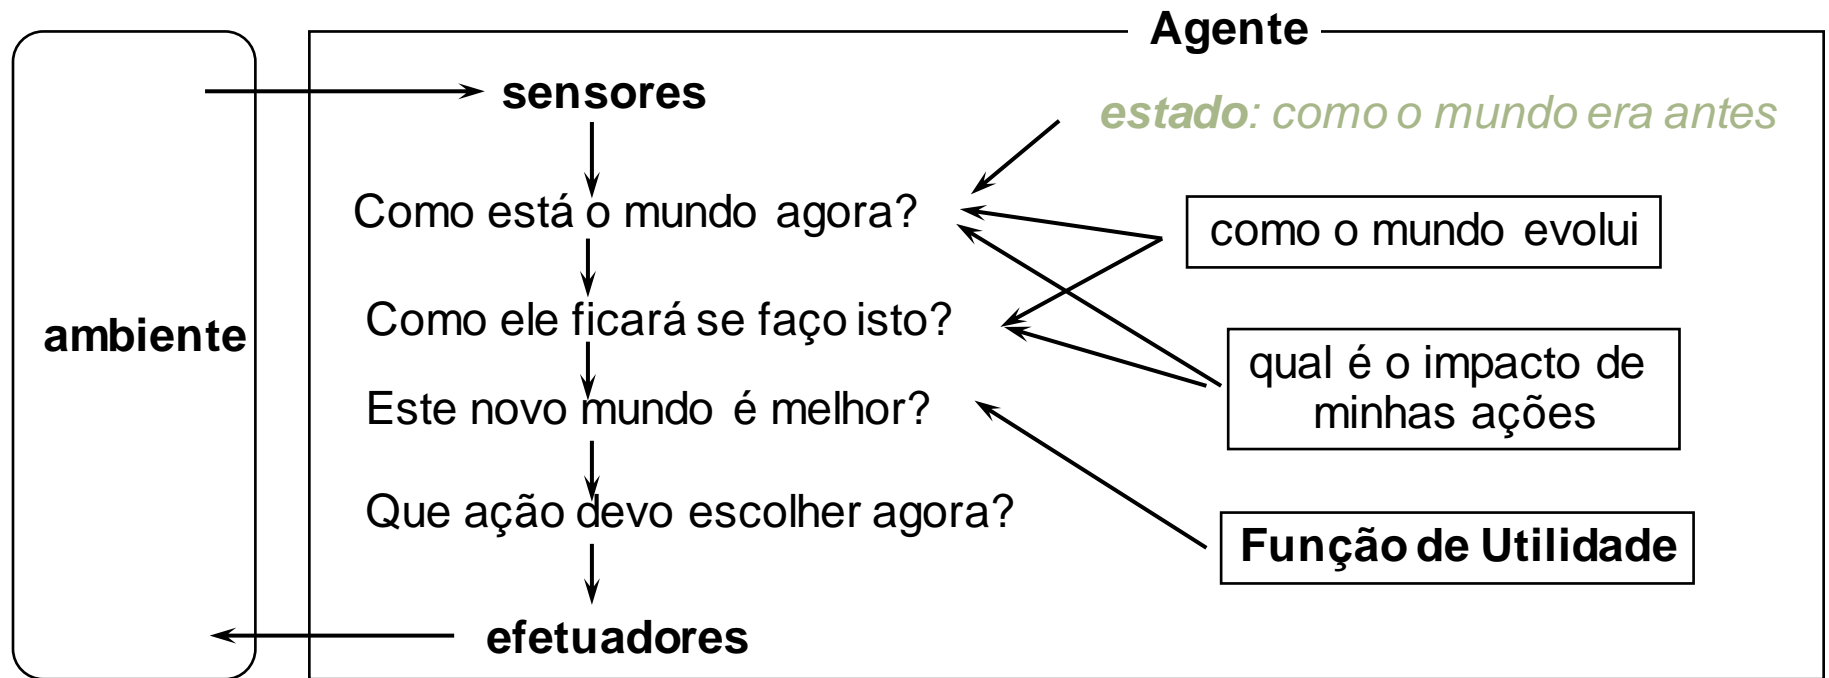 Agente
sensores
estado: como o mundo era antes
Como está o mundo agora?
como o mundo evolui
Como ele ficará se faço isto?
ambiente
qual é o impacto de
minhas ações
Este novo mundo é melhor?
Que ação devo escolher agora?
Função de Utilidade
efetuadores